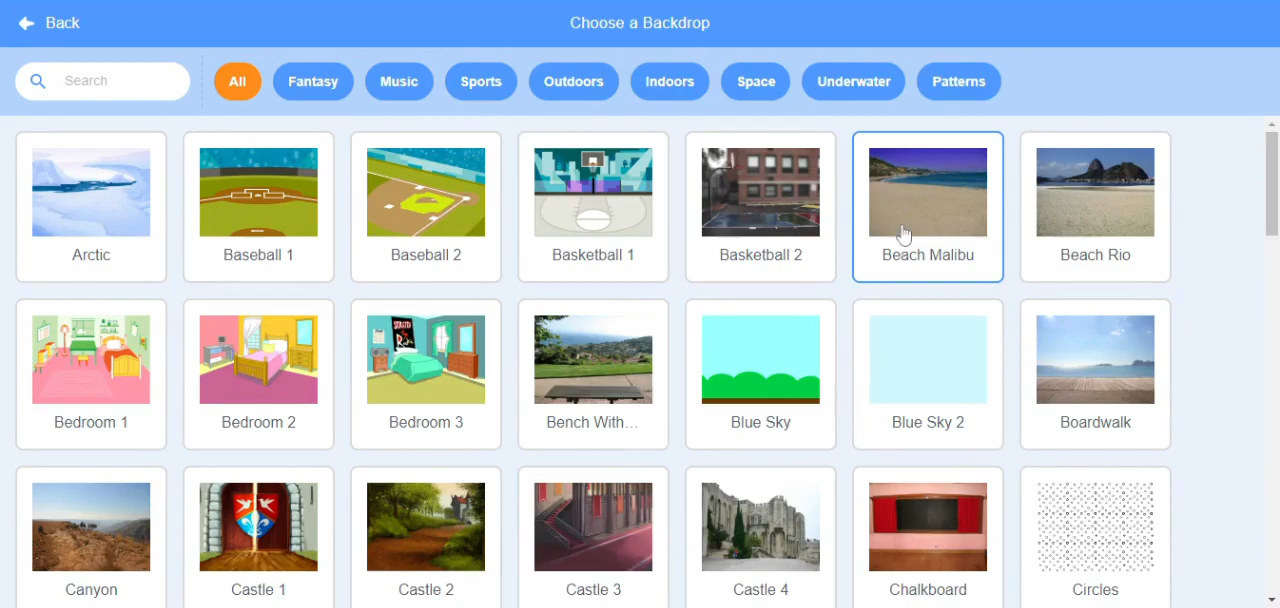 Back
Choose a Backdrop
Search
All
Fantasy
Music
Sports
Outdoors
Indoors
Space
Underwater
Patterns
Arctic
Baseball 1
Baseball 2
Basketball 1
Basketball 2
Beach Malibu
Beach Rio
SCRATCH
Bedroom 1
Bedroom 2
Bedroom 3
Bench With...
Blue Sky
Blue Sky 2
Boardwalk
Canyon
Castle 1
Castle 2
Castle 3
Castle 4
Chalkboard
Circles